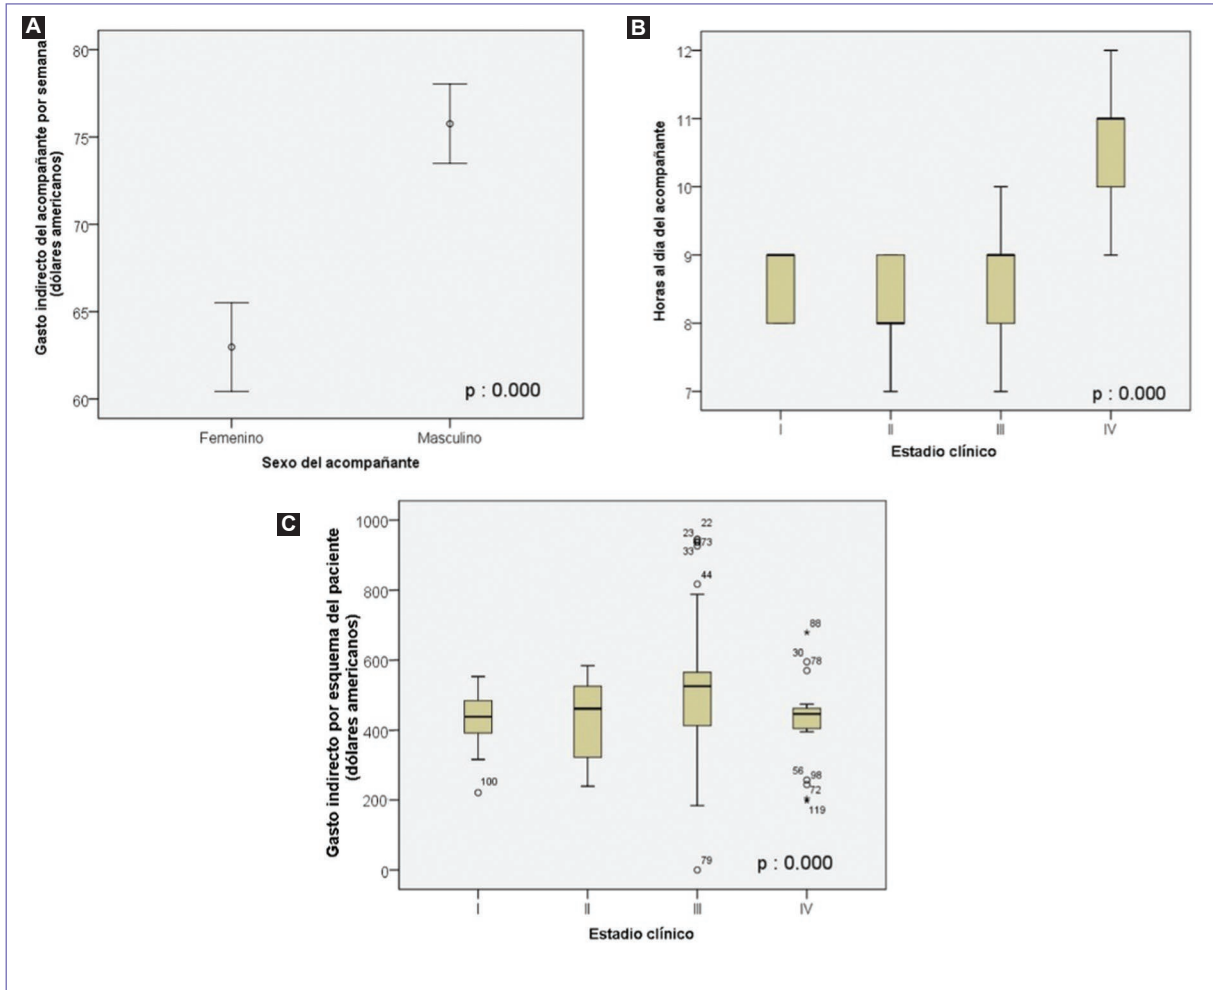 A
Gasto indirecto del acompañante por semana
(dólares americanos)
80
75
70
65
60
p : 0.000
Femenino
Masculino
Sexo del acompañante
B
Horas al día del acompañante
12
11
10
9
8
7
p : 0.000
I
II
III
IV
Estadio clínico
C
Gasto indirecto por esquema del paciente
(dólares americanos)
1000
800
600
400
200
0
100
22
23
73
33
44
79
88
30
78
56
98
72
119
p : 0.000
I
II
III
IV
Estadio clínico